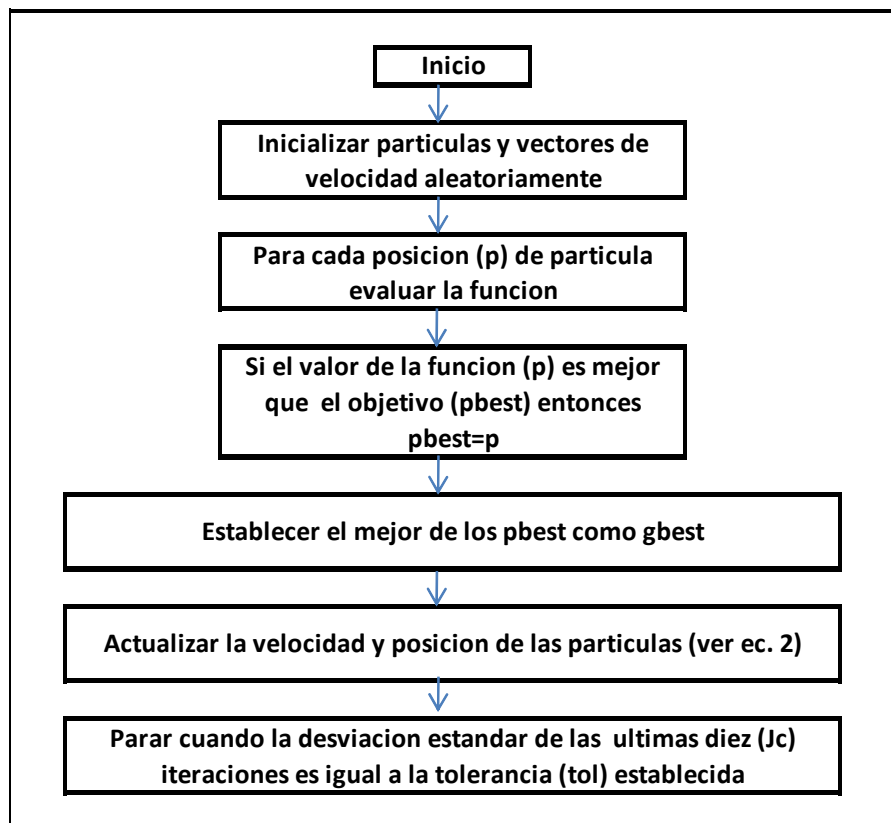 Inicio
Inicializar particulas y vectores de
velocidad aleatoriamente
Para cada posicion (p) de particula
evaluar la funcion
Si el valor de la funcion (p) es mejor
que el objetivo (pbest) entonces
pbest=p
Establecer el mejor de los pbest como gbest
Actualizar la velocidad y posicion de las particulas (ver ec. 2)
Parar cuando la desviacion estandar de las ultimas diez (Jc)
iteraciones es igual a la tolerancia (tol) establecida